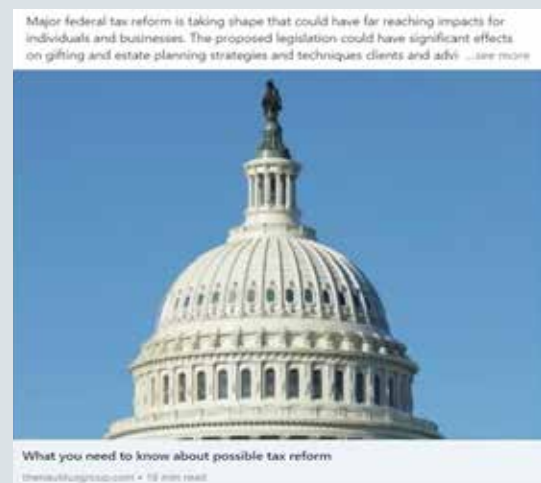 Major federal tax reform is taking shape that could have far reaching impacts for
individuals and businesses. The proposed legislation could have significant effects
on gifting and estate planning strategies and techniques clients and advi ...see more
What you need to know about possible tax reform
min read